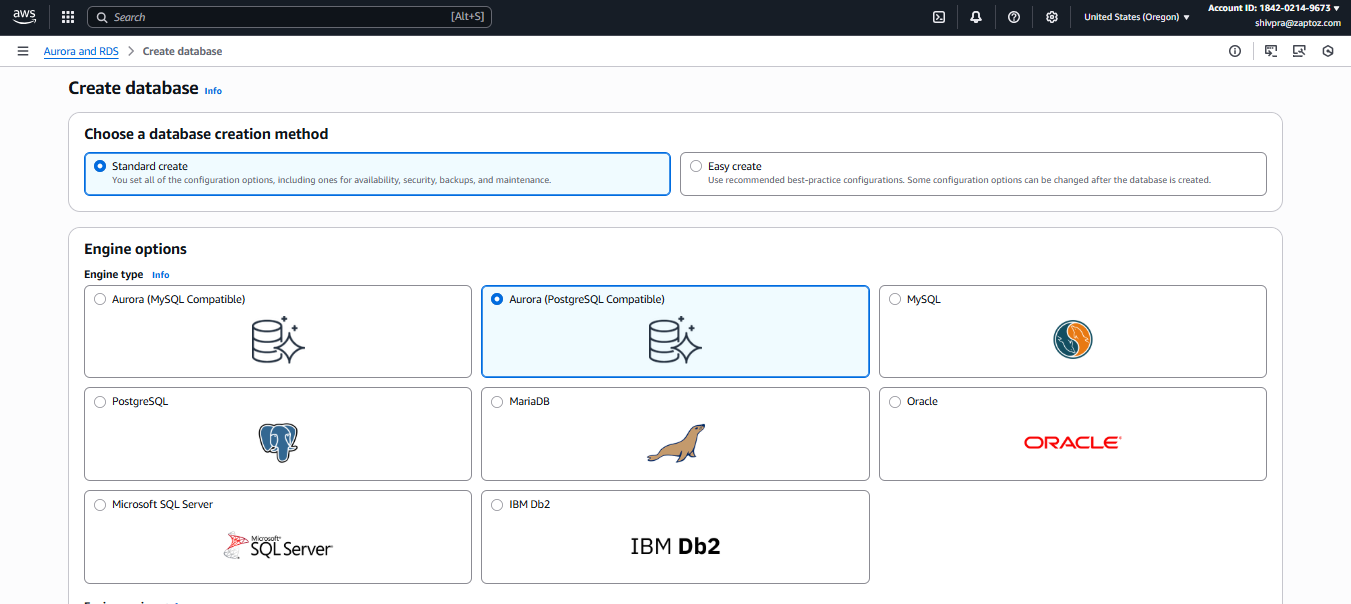 aws
Search [Alt+S]
United States (Oregon)
Account ID: 1842-0214-9673
shivpra@zaptoz.com
Aurora and RDS > Create database
Create database Info
Choose a database creation method
Standard create
You set all of the configuration options, including ones for availability, security, backups, and maintenance.
Easy create
Use recommended best-practice configurations. Some configuration options can be changed after the database is created.
Engine options
Engine type Info
Aurora (MySQL Compatible)
Aurora (PostgreSQL Compatible)
MySQL
PostgreSQL
MariaDB
Oracle
ORACLE
Microsoft SQL Server
Microsoft
SQL Server
IBM Db2
IBM Db2